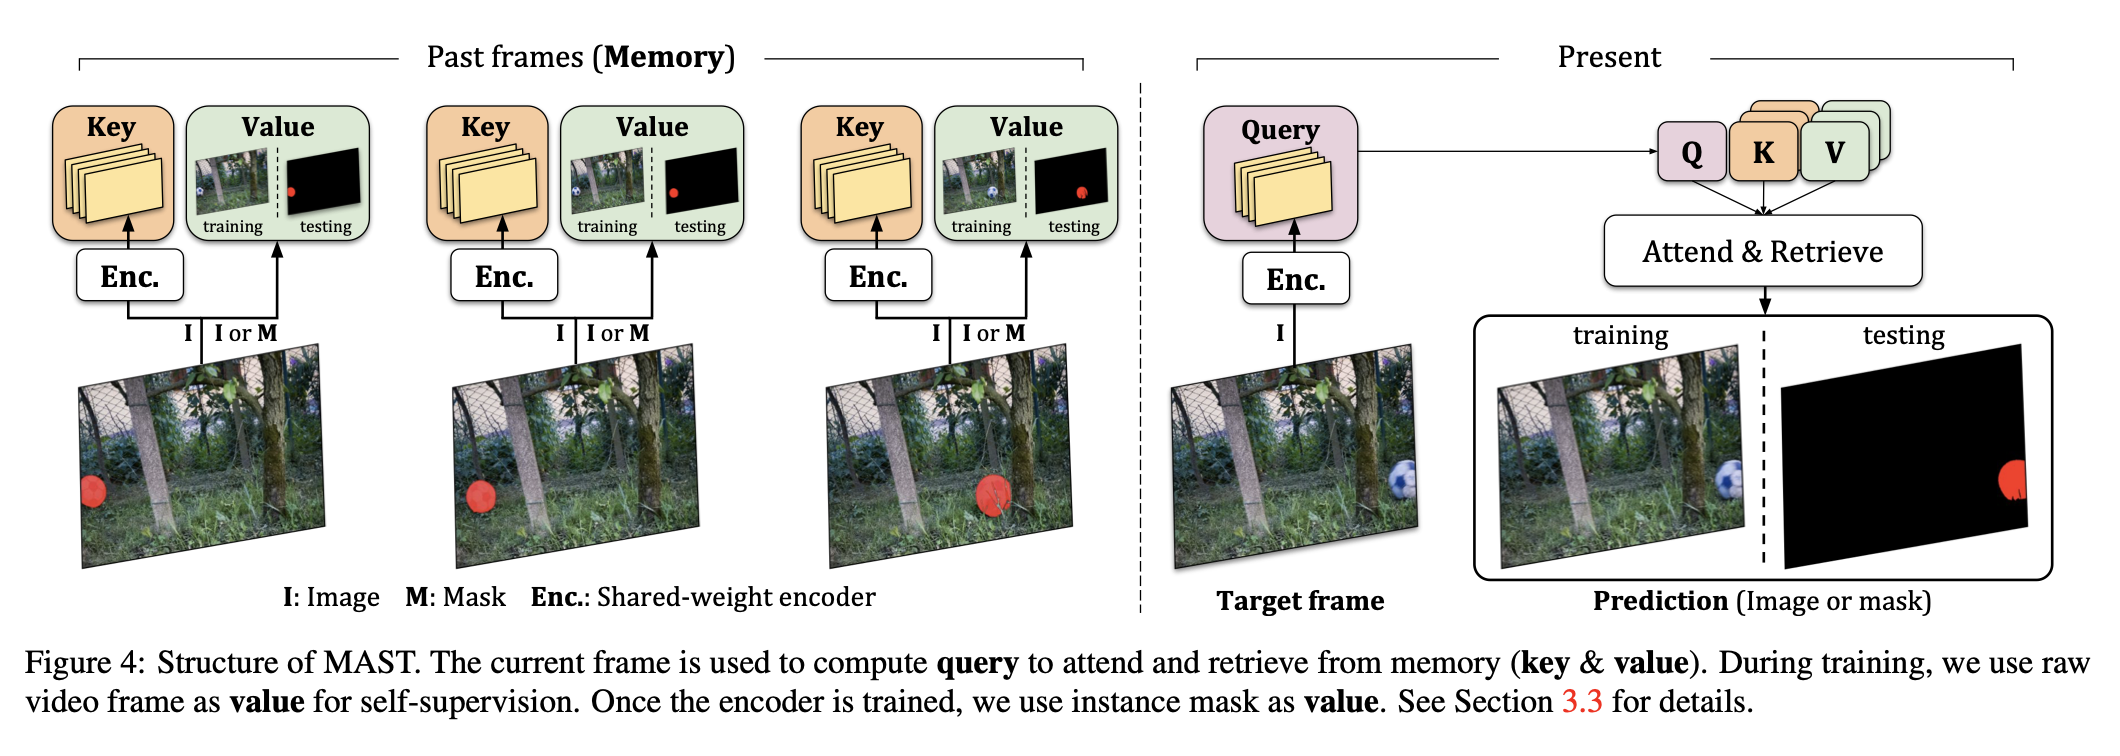 Past frames (Memory)
Present
Key
Value
training
testing
Enc.
I
I or M
Key
Value
training
testing
Enc.
I
I or M
Key
Value
training
testing
Enc.
I
I or M
Query
Enc.
I
Q
K
V
Attend & Retrieve
training
testing
I: Image M: Mask Enc.: Shared-weight encoder
Target frame
Prediction (Image or mask)
Figure 4: Structure of MAST. The current frame is used to compute query to attend and retrieve from memory (key & value). During training, we use raw
video frame as value for self-supervision. Once the encoder is trained, we use instance mask as value. See Section 3.3 for details.